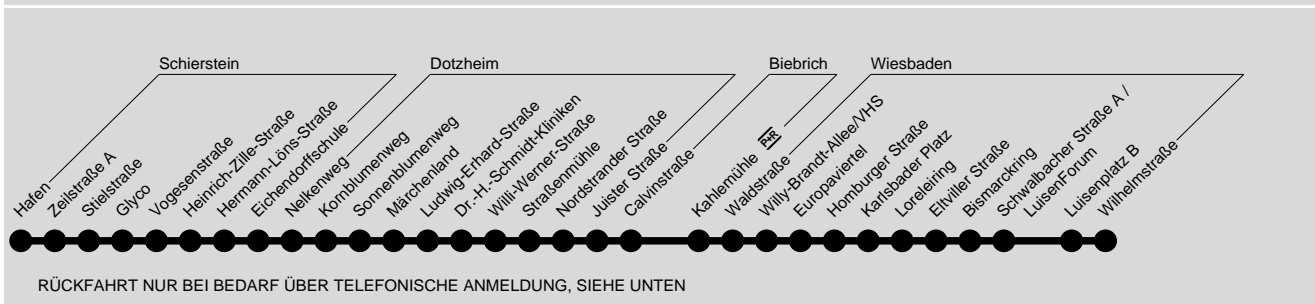 Schierstein
Dotzheim
Biebrich
Wiesbaden
Hafen
Zeilstraße A
Stielstraße
Glyco
Vogesenstraße
Heinrich-Zille-Straße
Hermann-Löns-Straße
Eichendorffschule
Nelkenweg
Kornblumenweg
Sonnenblumenweg
Märchenland
Ludwig-Erhard-Straße
Dr.-H.-Schmidt-Kliniken
Willi-Werner-Straße
Straßenmühle
Nordstrander Straße
Juister Straße
Calvinstraße
Kahlemühle P+R
Waldstraße
Willy-Brandt-Allee/VHS
Europaviertel
Homburger Straße
Karlsbader Platz
Loreleiring
Eltviller Straße
Bismarckring
Schwalbacher Straße A /
LuisenForum
Luisenplatz B
Wilhelmstraße
RÜCKFAHRT NUR BEI BEDARF ÜBER TELEFONISCHE ANMELDUNG, SIEHE UNTEN